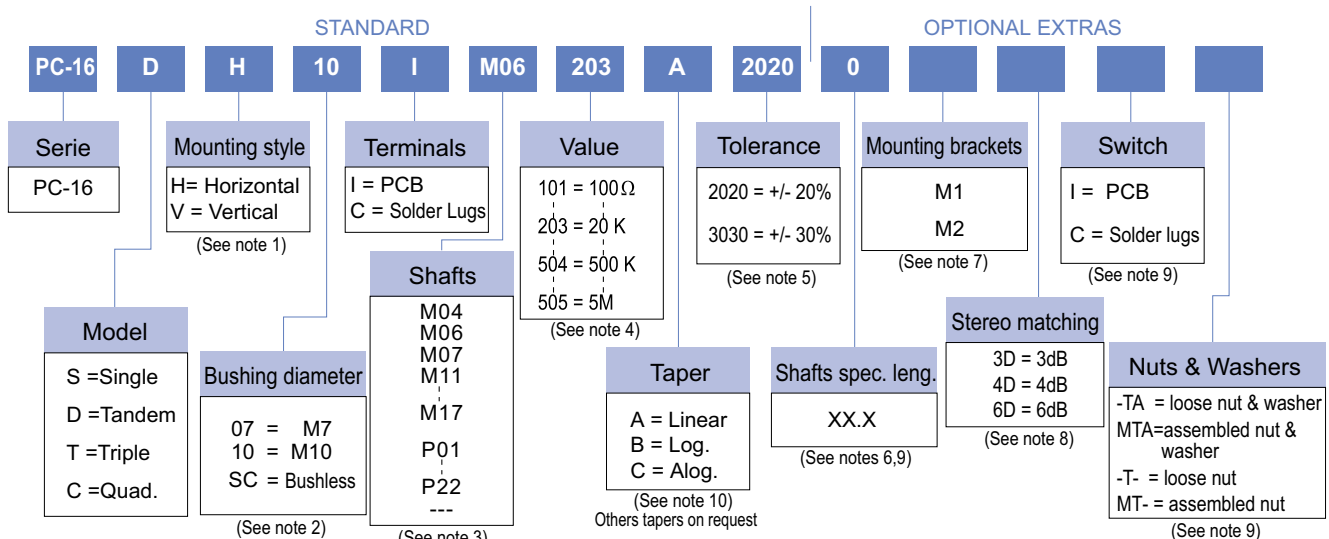 STANDARD
OPTIONAL EXTRAS
PC-16 D H 10 I M06 203 A 2020 0
Serie
PC-16
Mounting style
H= Horizontal
V = Vertical
(See note 1)
Terminals
I = PCB
C = Solder Lugs
Value
101 = 100Ω
203 = 20 K
504 = 500 K
505 = 5M
(See note 4)
Tolerance
2020 = +/- 20%
3030 = +/- 30%
(See note 5)
Mounting brackets
M1
M2
(See note 7)
Switch
I = PCB
C = Solder lugs
(See note 9)
Model
S =Single
D =Tandem
T =Triple
C =Quad.
Bushing diameter
07 = M7
10 = M10
SC = Bushless
(See note 2)
Shafts
M04
M06
M07
M11
M17
P01
P22
---
(See note 3)
Taper
A = Linear
B = Log.
C = Alog.
(See note 10)
Others tapers on request
Shafts spec. leng.
XX.X
(See notes 6,9)
Stereo matching
3D = 3dB
4D = 4dB
6D = 6dB
(See note 8)
Nuts & Washers
-TA = loose nut & washer
MTA=assembled nut &
washer
-T- = loose nut
MT- = assembled nut
(See note 9)